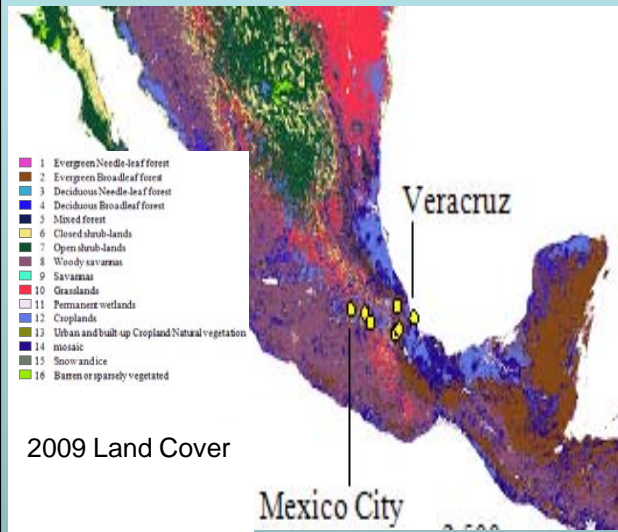 1 Evergreen Needle-leaf forest
2 Evergreen Broadleaf forest
3 Deciduous Needle-leaf forest
4 Deciduous Broadleaf forest
5 Mixed forest
6 Closed shrub-lands
7 Open shrub-lands
8 Woody savannas
9 Savannas
10 Grasslands
11 Permanent wetlands
12 Croplands
13 Urban and built-up Cropland/Natural vegetation
14 mosaic
15 Snow and ice
16 Barren or sparsely vegetated
Veracruz
2009 Land Cover
Mexico City